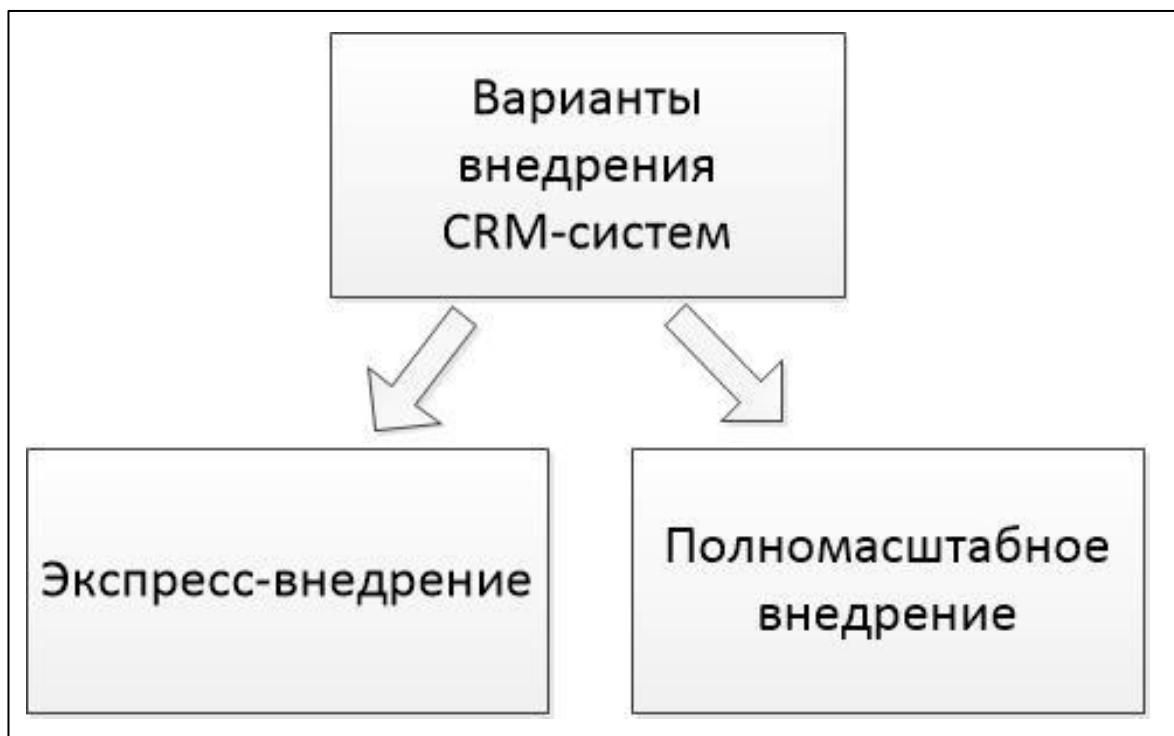 Варианты
внедрения
CRM-систем
Экспресс-внедрение
Полномасштабное
внедрение